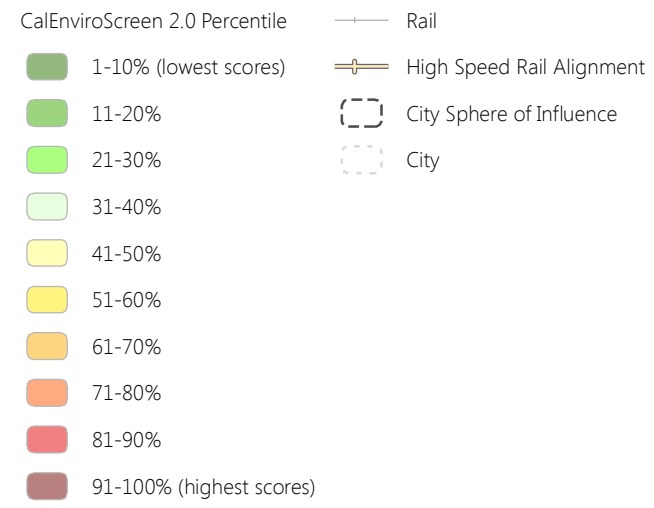 CalEnviroScreen 2.0 Percentile
1-10% (lowest scores)
11-20%
21-30%
31-40%
41-50%
51-60%
61-70%
71-80%
81-90%
91-100% (highest scores)
Rail
High Speed Rail Alignment
City Sphere of Influence
City